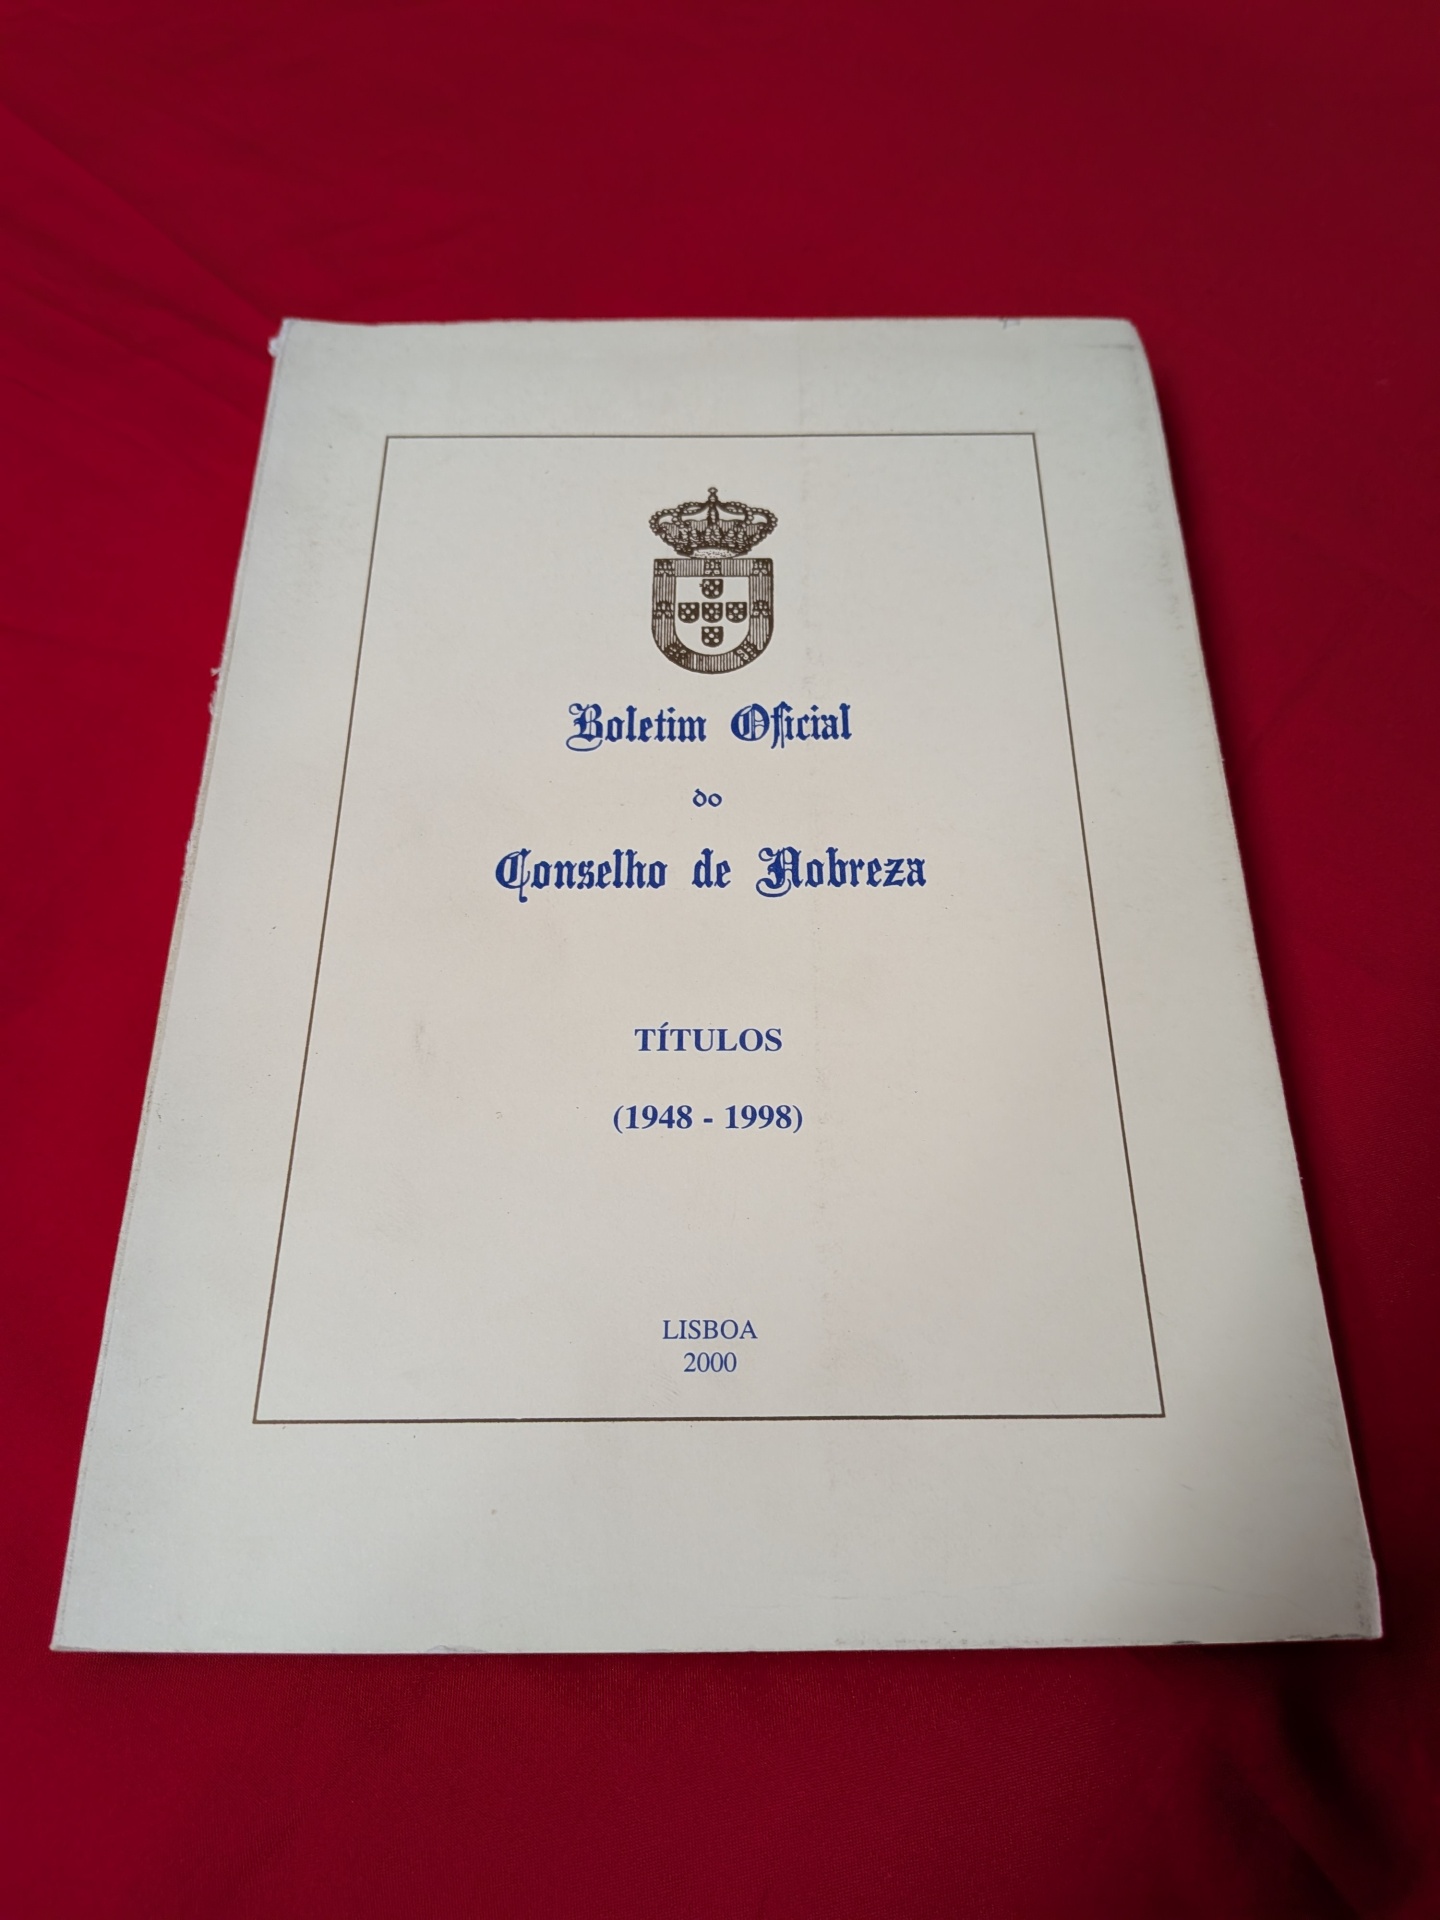 Boletim Oficial
do
Conselho de Nobreza
TÍTULOS
(1948 - 1998)
LISBOA
2000